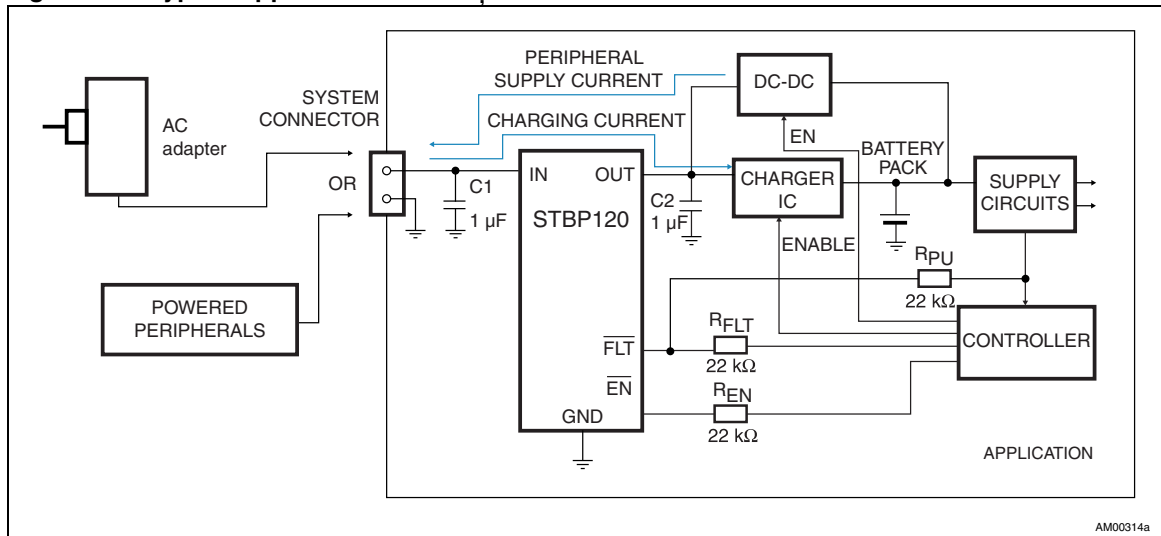 PERIPHERAL
SUPPLY CURRENT
DC-DC
SYSTEM
CONNECTOR
CHARGING CURRENT
EN
AC
adapter
BATTERY
PACK
OR
C1
1 µF
IN
OUT
STBP120
C2
1 µF
CHARGER
IC
SUPPLY
CIRCUITS
ENABLE
RPU
22 kΩ
POWERED
PERIPHERALS
FLT
RFLT
22 kΩ
CONTROLLER
EN
REN
22 kΩ
GND
APPLICATION
AM00314a